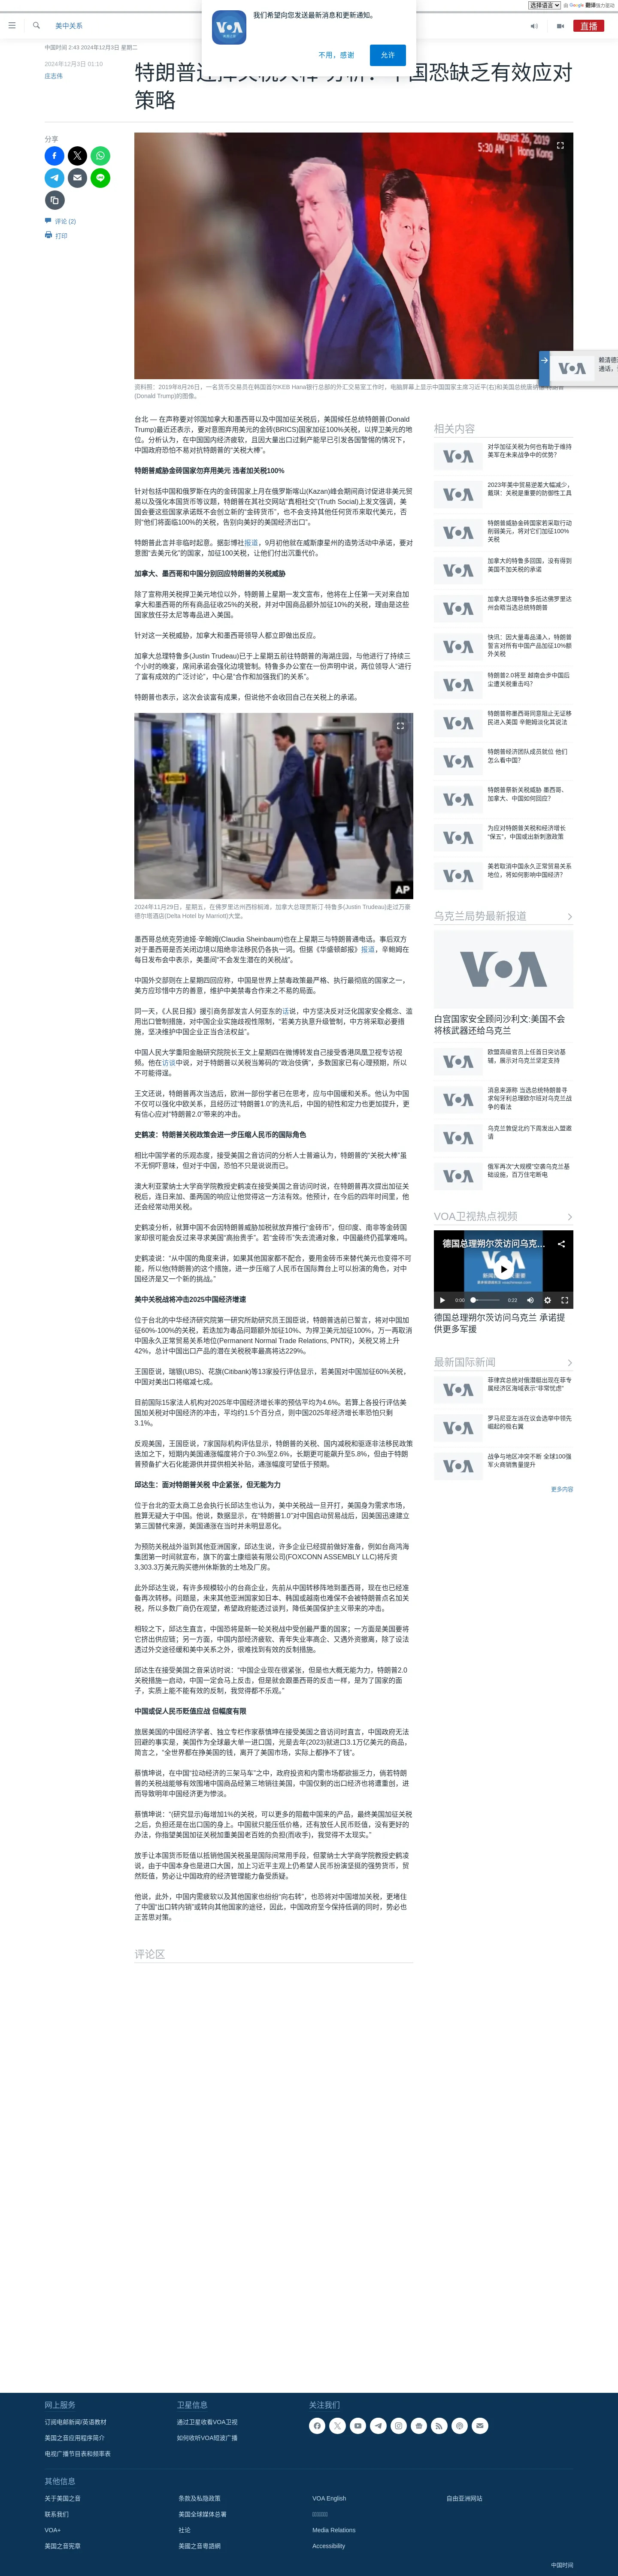 选择语言 由 Google 翻译强力驱动
我们希望向您发送最新消息和更新通知。
不用，感谢
允许
美中关系
直播
中国时间 2:43 2024年12月3日 星期二
2024年12月3日 01:10
庄志伟
效应对
策略
分享
评论 (2)
打印
August 26, 2019
5:30 AM | Hong Kong
资料照：2019年8月26日，一名货币交易员在韩国首尔KEB Hana银行总部的外汇交易室工作时，电脑屏幕上显示中国国家主席习近平(右)和美国总统唐纳德·特朗普
(Donald Trump)的图像。
台北 — 在声称要对邻国加拿大和墨西哥以及中国加征关税后，美国候任总统特朗普(Donald
Trump)最近还表示，要对意图弃用美元的金砖(BRICS)国家加征100%关税，以捍卫美元的地
位。分析认为，在中国国内经济疲软，且因大量出口过剩产能早已引发各国警惕的情况下，
中国政府恐怕不易对抗特朗普的“关税大棒”。
特朗普威胁金砖国家勿弃用美元 违者加关税100%
针对包括中国和俄罗斯在内的金砖国家上月在俄罗斯喀山(Kazan)峰会期间商讨促进非美元贸
易以及强化本国货币等议题，特朗普在其社交网站“真相社交”(Truth Social)上发文强调，美
国需要这些国家承诺既不会创立新的“金砖货币”，也不会支持其他任何货币来取代美元，否
则“他们将面临100%的关税，告别向美好的美国经济出口”。
特朗普此言并非临时起意。据彭博社报道，9月初他就在威斯康星州的造势活动中承诺，要对
意图“去美元化”的国家，加征100关税，让他们付出沉重代价。
加拿大、墨西哥和中国分别回应特朗普的关税威胁
除了宣称用关税捍卫美元地位以外，特朗普上星期一发文宣布，他将在上任第一天对来自加
拿大和墨西哥的所有商品征收25%的关税，并对中国商品额外加征10%的关税，理由是这些
国家放任芬太尼等毒品进入美国。
针对这一关税威胁，加拿大和墨西哥领导人都立即做出反应。
加拿大总理特鲁多(Justin Trudeau)已于上星期五前往特朗普的海湖庄园，与他进行了持续三
个小时的晚宴，席间承诺会强化边境管制。特鲁多办公室在一份声明中说，两位领导人“进行
了富有成效的广泛讨论”，中心是“合作和加强我们的关系”。
特朗普也表示，这次会谈富有成果，但说他不会收回自己在关税上的承诺。
AP
2024年11月29日，星期五，在佛罗里达州西棕榈滩，加拿大总理贾斯汀·特鲁多(Justin Trudeau)走过万豪
德尔塔酒店(Delta Hotel by Marriott)大堂。
墨西哥总统克劳迪娅·辛鲍姆(Claudia Sheinbaum)也在上星期三与特朗普通电话。事后双方
对于墨西哥是否关闭边境以阻绝非法移民仍各执一词。但据《华盛顿邮报》报道，辛鲍姆在
每日发布会中表示，美墨间“不会发生潜在的关税战”。
中国外交部则在上星期四回应称，中国是世界上禁毒政策最严格、执行最彻底的国家之一，
美方应珍惜中方的善意，维护中美禁毒合作来之不易的局面。
同一天，《人民日报》援引商务部发言人何亚东的话说，中方坚决反对泛化国家安全概念、滥
用出口管制措施，对中国企业实施歧视性限制，“若美方执意升级管制，中方将采取必要措
施，坚决维护中国企业正当合法权益”。
中国人民大学重阳金融研究院院长王文上星期四在微博转发自己接受香港凤凰卫视专访视
频。他在访谈中说，对于特朗普以关税当筹码的“政治伎俩”，多数国家已有心理预期，所以
不可能得逞。
王文还说，特朗普再次当选后，欧洲一部份学者已在思考，应与中国缓和关系。他认为中国
不仅可以强化中欧关系，且经历过“特朗普1.0”的洗礼后，中国的韧性和定力也更加提升，更
有信心应对“特朗普2.0”带来的冲击。
史鹤凌：特朗普关税政策会进一步压缩人民币的国际角色
相比中国学者的乐观态度，接受美国之音访问的分析人士普遍认为，特朗普的“关税大棒”虽
不无恫吓意味，但对于中国，恐怕不只是说说而已。
澳大利亚蒙纳士大学商学院教授史鹤凌在接受美国之音访问时说，在特朗普再次提出加征关
税后，连日来加、墨两国的响应让他觉得这一方法有效。他预计，在今后的四年时间里，他
还会经常动用关税。
史鹤凌分析，就算中国不会因特朗普威胁加税就放弃推行“金砖币”，但印度、南非等金砖国
家却很可能会反过来寻求美国“高抬贵手”。若“金砖币”失去流通对象，中国最终仍孤掌难鸣。
史鹤凌说：“从中国的角度来讲，如果其他国家都不配合，要用金砖币来替代美元也变得不可
能，所以他(特朗普)的这个措施，进一步压缩了人民币能在国际舞台上可以扮演的角色，对中
国经济是又一个新的挑战。”
美中关税战将冲击2025中国经济增速
位于台北的中华经济研究院第一研究所助研究员王国臣说，特朗普选前已誓言，将对中国加
征60%-100%的关税，若选加为毒品问题额外加征10%、为捍卫美元加征100%，万一再取消
中国永久正常贸易关系地位(Permanent Normal Trade Relations, PNTR)，关税又将上升
42%，总计中国出口产品的潜在关税税率最高将达229%。
王国臣说，瑞银(UBS)、花旗(Citibank)等13家投行评估显示，若美国对中国加征60%关税，
中国对美出口将缩减七成。
目前国际15家法人机构对2025年中国经济增长率的预估平均为4.6%。若算上各投行评估美
国加关税对中国经济的冲击，平均约1.5个百分点，则中国2025年经济增长率恐怕只剩
3.1%。
反观美国，王国臣说，7家国际机构评估显示，特朗普的关税、国内减税和驱逐非法移民政策
迭加之下，短期内美国通涨幅度将介于0.3%至2.6%，长期更可能飙升至5.8%，但由于特朗
普预备扩大石化能源供并提供相关补贴，通涨幅度可望低于预期。
邱达生：面对特朗普关税 中企紧张，但无能为力
位于台北的亚太商工总会执行长邱达生也认为，美中关税战一旦开打，美国身为需求市场，
胜算无疑大于中国。他说，数据显示，在“特朗普1.0”对中国启动贸易战后，因美国迅速建立
第三国替代来源，美国通涨在当时并未明显恶化。
为预防关税战外溢到其他亚洲国家，邱达生说，许多企业已经提前做好准备，例如台商鸿海
集团第一时间就宣布，旗下的富士康组装有限公司(FOXCONN ASSEMBLY LLC)将斥资
3,303.3万美元购买德州休斯敦的土地及厂房。
此外邱达生说，有许多规模较小的台商企业，先前从中国转移阵地到墨西哥，现在也已经准
备再次转移。问题是，未来其他亚洲国家如日本、韩国或越南也难保不会被特朗普点名加关
税，所以多数厂商仍在观望，希望政府能透过谈判，降低美国保护主义带来的冲击。
相较之下，邱达生直言，中国恐将是新一轮关税战中受创最严重的国家；一方面是美国要将
它挤出供应链；另一方面，中国内部经济疲软、青年失业率高企、又遇外资撤离，除了设法
透过外交途径缓和美中关系之外，很难找到有效的反制措施。
邱达生在接受美国之音采访时说：“中国企业现在很紧张，但是也大概无能为力，特朗普2.0
关税措施一启动，中国一定会马上反击，但是就会跟墨西哥的反击一样，是为了国家的面
子，实质上能不能有效的反制，我觉得都不乐观。”
中国或促人民币贬值应战 但幅度有限
旅居美国的中国经济学者、独立专栏作家蔡慎坤在接受美国之音访问时直言，中国政府无法
回避的事实是，美国作为全球最大单一进口国，光是去年(2023)就进口3.1万亿美元的商品，
简言之，“全世界都在挣美国的钱，离开了美国市场，实际上都挣不了钱”。
蔡慎坤说，在中国“拉动经济的三架马车”之中，政府投资和内需市场都欲振乏力，倘若特朗
普的关税战能够有效围堵中国商品经第三地销往美国，中国仅剩的出口经济也将遭重创，进
而导致明年中国经济更为惨淡。
蔡慎坤说：“(研究显示)每增加1%的关税，可以更多的阻截中国来的产品，最终美国加征关税
之后，负担还是在出口国的身上。中国就只能压低价格，还有放任人民币贬值，没有更好的
办法，你指望美国加征关税加重美国老百姓的负担(而收手)，我觉得不太现实。”
放手让本国货币贬值以抵销他国关税虽是国际间常用手段，但蒙纳士大学商学院教授史鹤凌
说，由于中国本身也是进口大国，加上习近平主观上仍希望人民币扮演坚挺的强势货币，贸
然贬值，势必让中国政府的经济管理能力备受质疑。
他说，此外，中国内需疲软以及其他国家也纷纷“向右转”，也恐将对中国增加关税，更堵住
了中国“出口转内销”或转向其他国家的途径，因此，中国政府至今保持低调的同时，势必也
正苦思对策。
评论区
相关内容
对华加征关税为何也有助于维持
美军在未来战争中的优势？
2023年美中贸易逆差大幅减少，
戴琪：关税是重要的防御性工具
特朗普威胁金砖国家若采取行动
削弱美元，将对它们加征100%
关税
加拿大的特鲁多回国，没有得到
美国不加关税的承诺
加拿大总理特鲁多抵达佛罗里达
州会晤当选总统特朗普
快讯：因大量毒品涌入，特朗普
誓言对所有中国产品加征10%额
外关税
特朗普2.0将至 越南会步中国后
尘遭关税重击吗？
特朗普称墨西哥同意阻止无证移
民进入美国 辛鲍姆淡化其说法
特朗普经济团队成员就位 他们
怎么看中国？
特朗普祭新关税威胁 墨西哥、
加拿大、中国如何回应？
为应对特朗普关税和经济增长
“保五”，中国或出新刺激政策
美若取消中国永久正常贸易关系
地位，将如何影响中国经济？
乌克兰局势最新报道
VOA
白宫国家安全顾问沙利文:美国不会
将核武器还给乌克兰
欧盟高级官员上任首日突访基
辅，展示对乌克兰坚定支持
消息来源称 当选总统特朗普寻
求匈牙利总理欧尔班对乌克兰战
争的看法
乌克兰敦促北约下周发出入盟邀
请
俄军再次“大规模”空袭乌克兰基
础设施，百万住宅断电
VOA卫视热点视频
德国总理朔尔茨访问乌克...
0:00
0:22
德国总理朔尔茨访问乌克兰 承诺提
供更多军援
最新国际新闻
菲律宾总统对俄潜艇出现在菲专
属经济区海域表示“非常忧虑”
罗马尼亚左派在议会选举中领先
崛起的极右翼
战争与地区冲突不断 全球100强
军火商销售量提升
更多内容
网上服务
订阅电邮新闻/英语教材
美国之音应用程序简介
电视广播节目表和频率表
卫星信息
通过卫星收看VOA卫视
如何收听VOA短波广播
关注我们
其他信息
关于美国之音
联系我们
VOA+
美国之音宪章
条款及私隐政策
美国全球媒体总署
社论
美國之音粵語網
VOA English
Media Relations
Accessibility
自由亚洲网站
中国时间